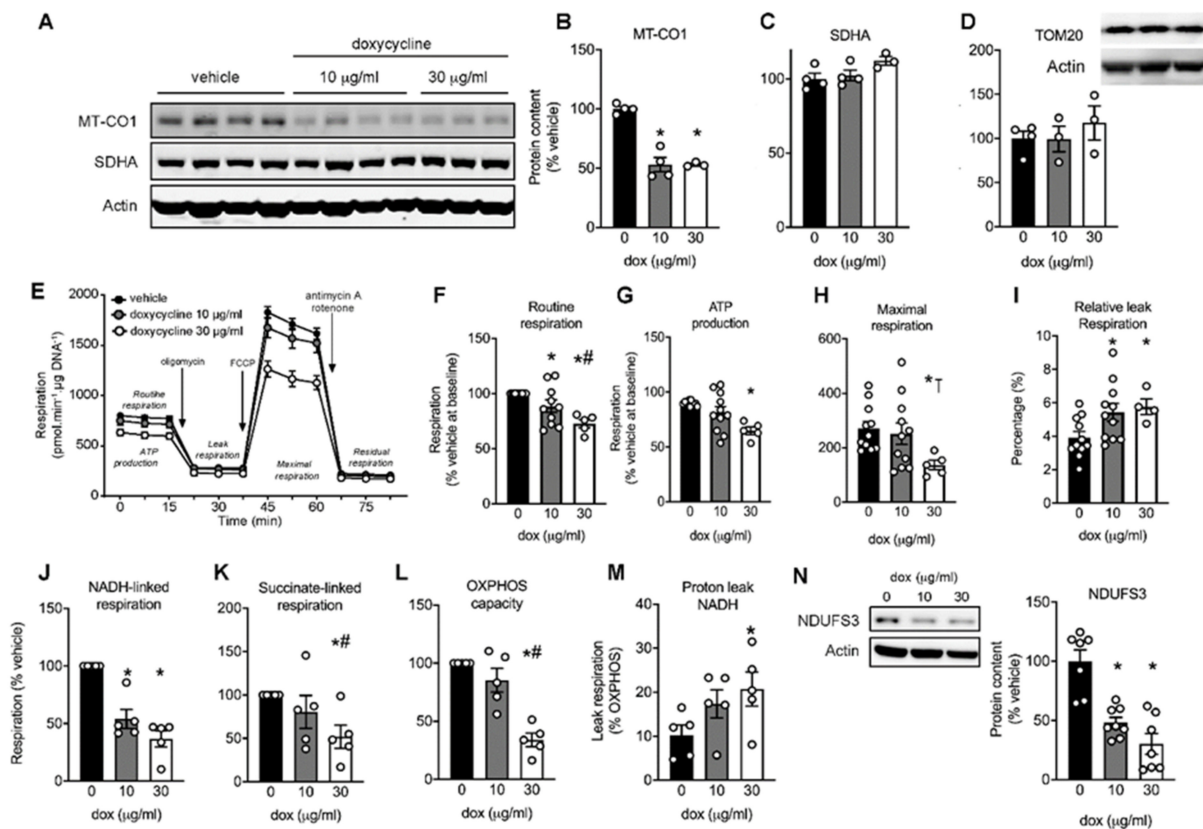 A
doxycycline
vehicle 10 µg/ml 30 µg/ml
MT-CO1
SDHA
Actin
B
MT-CO1
Protein content
(% vehicle)
150
100
50
0
0 10 30
* *
dox (µg/ml)
C
SDHA
100
50
0
0 10 30
dox (µg/ml)
D
TOM20
Actin
200
150
100
50
0
0 10 30
dox (µg/ml)
E
Respiration
(pmol.min⁻¹.µg DNA⁻¹)
2000
1500
1000
500
0
vehicle
doxycycline 10 µg/ml
doxycycline 30 µg/ml
antimycin A
rotenone
oligomycin
FCCP
Routine
respiration
ATP
production
Leak
respiration
Maximal
respiration
Residual
respiration
0 15 30 45 60 75
Time (min)
F
Routine
respiration
Respiration
(% vehicle at baseline)
150
100
50
0
* *#
0 10 30
dox (µg/ml)
G
ATP
production
Respiration
(% vehicle at baseline)
150
100
50
0
*
0 10 30
dox (µg/ml)
H
Maximal
respiration
600
400
200
0
*⊤
0 10 30
dox (µg/ml)
I
Relative leak
Respiration
Percentage (%)
10
8
6
4
2
0
* *
0 10 30
dox (µg/ml)
J
NADH-linked
respiration
Respiration (% vehicle)
150
100
50
0
* *
0 10 30
dox (µg/ml)
K
Succinate-linked
respiration
200
150
100
50
0
*#
0 10 30
dox (µg/ml)
L
OXPHOS
capacity
150
100
50
0
*#
0 10 30
dox (µg/ml)
M
Proton leak
NADH
Leak respiration
(% OXPHOS)
40
30
20
10
0
*
0 10 30
dox (µg/ml)
N
dox (µg/ml)
0 10 30
NDUFS3
Actin
NDUFS3
Protein content
(% vehicle)
150
100
50
0
* *
0 10 30
dox (µg/ml)